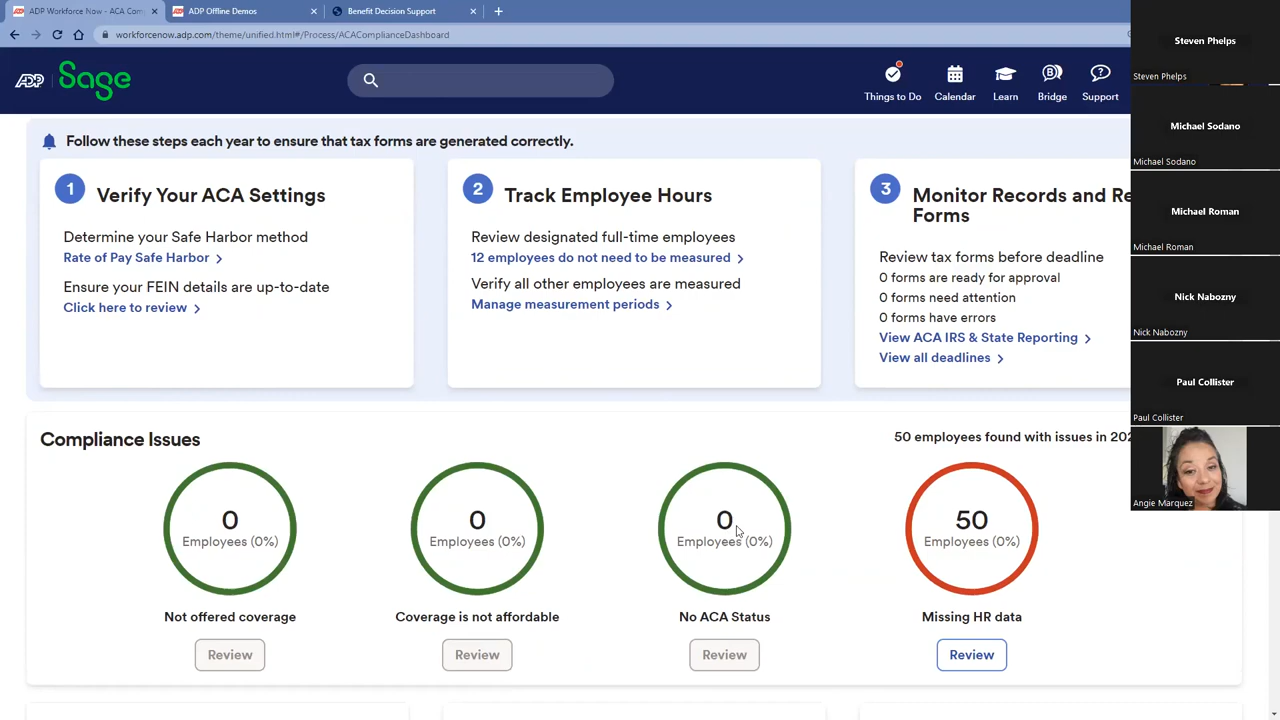 ADP Workforce Now - ACA Com
ADP Offline Demos
Benefit Decision Support
workforcenow.adp.com/theme/unified.html#/Process/ACAComplianceDashboard
ADP
Sage
Things to Do
Calendar
Learn
Bridge
Support
Follow these steps each year to ensure that tax forms are generated correctly.
1
Verify Your ACA Settings
Determine your Safe Harbor method
Rate of Pay Safe Harbor
Ensure your FEIN details are up-to-date
Click here to review
2
Track Employee Hours
Review designated full-time employees
12 employees do not need to be measured
Verify all other employees are measured
Manage measurement periods
3
Monitor Records and Re
Forms
Review tax forms before deadline
0 forms are ready for approval
0 forms need attention
0 forms have errors
View ACA IRS & State Reporting
View all deadlines
Compliance Issues
50 employees found with issues in 202
0
Employees (0%)
Not offered coverage
Review
0
Employees (0%)
Coverage is not affordable
Review
0
Employees (0%)
No ACA Status
Review
50
Employees (0%)
Missing HR data
Review
Steven Phelps
Steven Phelps
Michael Sodano
Michael Sodano
Michael Roman
Michael Roman
Nick Nabozny
Nick Nabozny
Paul Collister
Paul Collister
Angie Marquez